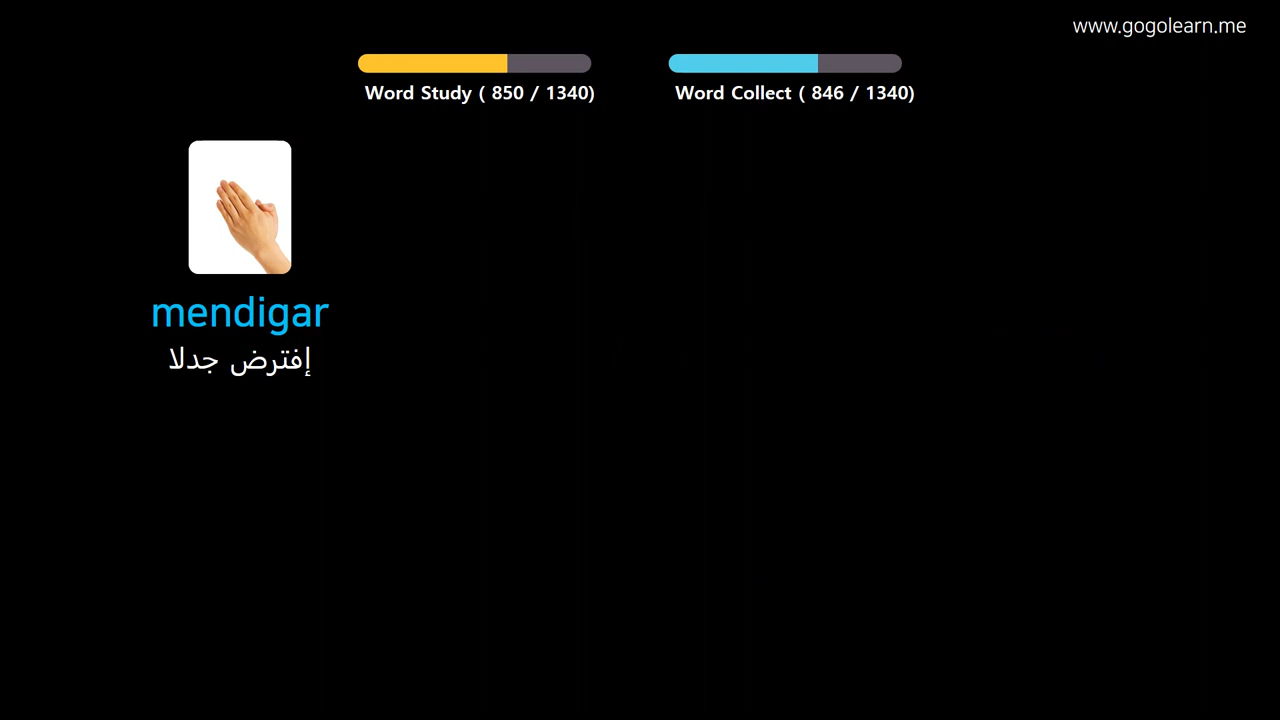 www.gogolearn.me
Word Study ( 850 / 1340)
Word Collect ( 846 / 1340)
mendigar
إفترض جدلا